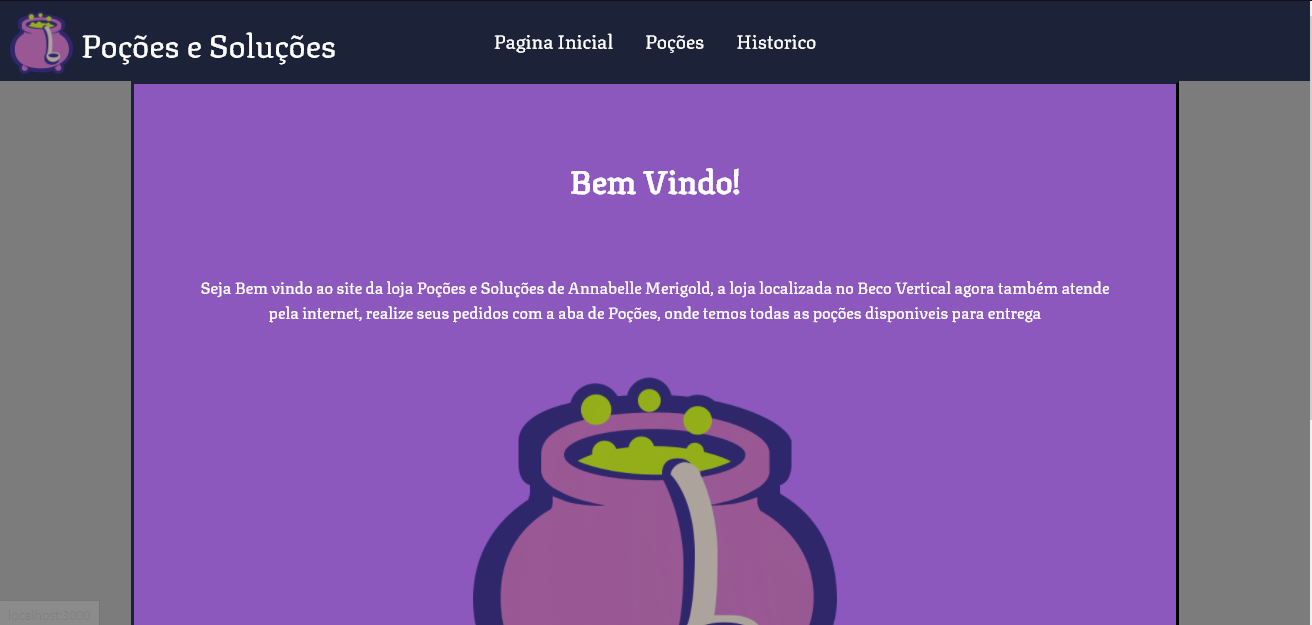 Poções e Soluções
Pagina Inicial Poções Historico
Bem Vindo!
Seja Bem vindo ao site da loja Poções e Soluções de Annabelle Merigold, a loja localizada no Beco Vertical agora também atende
pela internet, realize seus pedidos com a aba de Poções, onde temos todas as poções disponiveis para entrega
localhost:3000